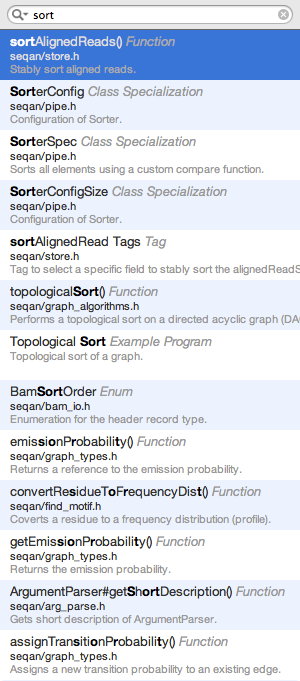 sort
sortAlignedReads() Function
seqan/store.h
Stably sort aligned reads.
SorterConfig Class Specialization
seqan/pipe.h
Configuration of Sorter.
SorterSpec Class Specialization
seqan/pipe.h
Sorts all elements using a custom compare function.
SorterConfigSize Class Specialization
seqan/pipe.h
Configuration of Sorter.
sortAlignedRead Tags Tag
seqan/store.h
Tag to select a specific field to stably sort the alignedReadS
topologicalSort() Function
seqan/graph_algorithms.h
Performs a topological sort on a directed acyclic graph (DAG
Topological Sort Example Program
Topological sort of a graph.
BamSortOrder Enum
seqan/bam_io.h
Enumeration for the header record type.
emissionProbability() Function
seqan/graph_types.h
Returns a reference to the emission probability.
convertResidueToFrequencyDist() Function
seqan/find_motif.h
Coverts a residue to a frequency distribution (profile).
getEmissionProbability() Function
seqan/graph_types.h
Returns the emission probability.
ArgumentParser#getShortDescription() Function
seqan/arg_parse.h
Gets short description of ArgumentParser.
assignTransitionProbability() Function
seqan/graph_types.h
Assigns a new transition probability to an existing edge.